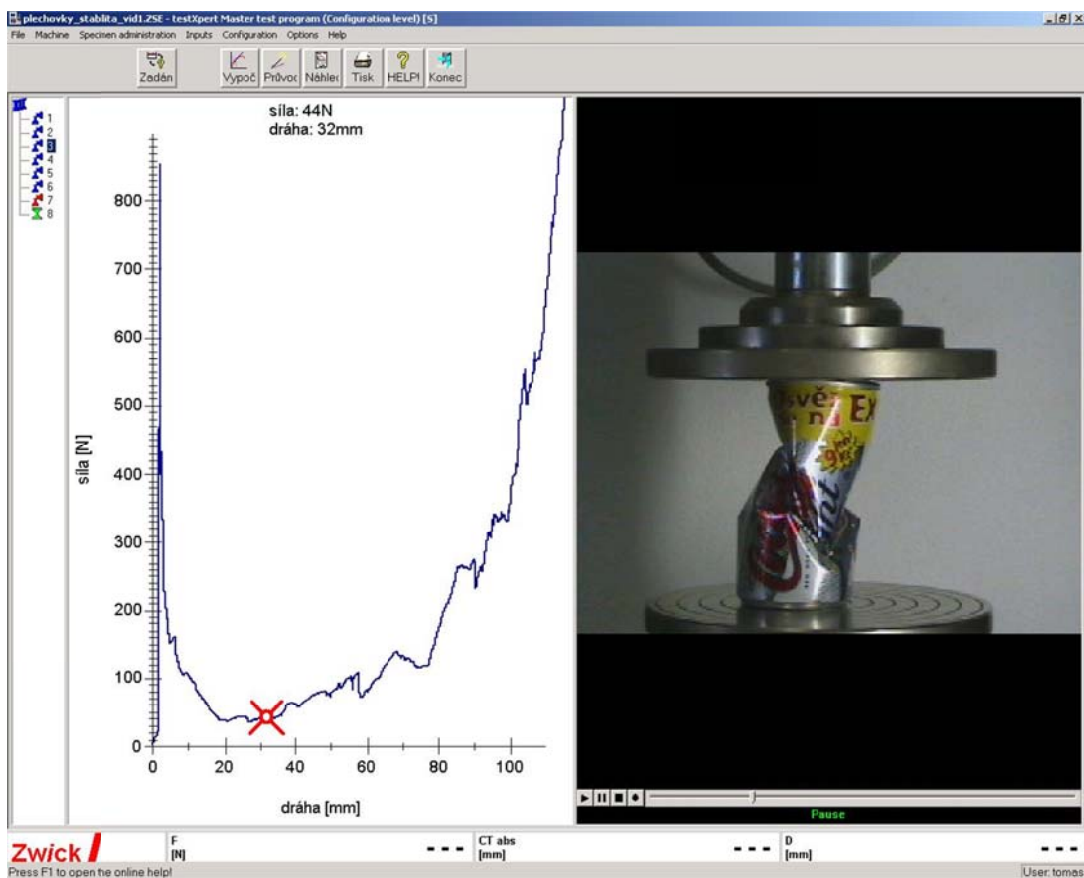 plechovky_stablita_vid1.ZSE - testXpert Master test program (Configuration level) [S]
File Machine Specimen administration Inputs Configuration Options Help
Zadán Vypoč Průvoc Náhlec Tisk HELP! Konec
1
2
3
4
5
6
7
8
síla: 44N
dráha: 32mm
síla [N]
800
700
600
500
400
300
200
100
0
0 20 40 60 80 100
dráha [mm]
Ex
Pause
Zwick
F
[N]
---
CT abs
[mm]
---
D
[mm]
---
Press F1 to open the online help!
User: tomas